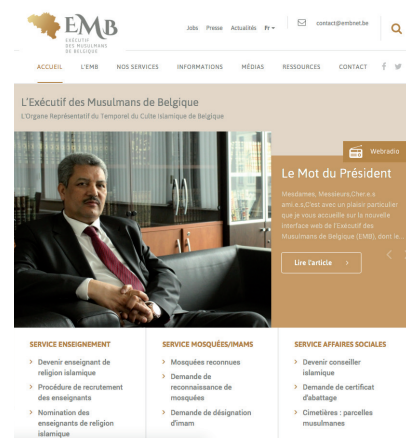 EMB
EXÉCUTIF
DES MUSULMANS
DE BELGIQUE
Jobs Presse Actualités Fr
contact@embnet.be
ACCUEIL L'EMB NOS SERVICES INFORMATIONS MÉDIAS RESSOURCES CONTACT
L'Exécutif des Musulmans de Belgique
L'Organe Représentatif du Temporel du Culte Islamique de Belgique
Webradio
Le Mot du Président
Mesdames, Messieurs,Cher.e.s
ami.e.s,C'est avec un plaisir particulier
que je vous accueille sur la nouvelle
interface web de l'Exécutif des
Musulmans de Belgique (EMB), dont le...
Lire l'article >
SERVICE ENSEIGNEMENT
> Devenir enseignant de
religion islamique
> Procédure de recrutement
des enseignants
> Nomination des
enseignants de religion
islamique
SERVICE MOSQUÉES/IMAMS
> Mosquées reconnues
> Demande de
reconnaissance de
mosquées
> Demande de désignation
d'imam
SERVICE AFFAIRES SOCIALES
> Devenir conseiller
islamique
> Demande de certificat
d'abattage
> Cimetières : parcelles
musulmanes